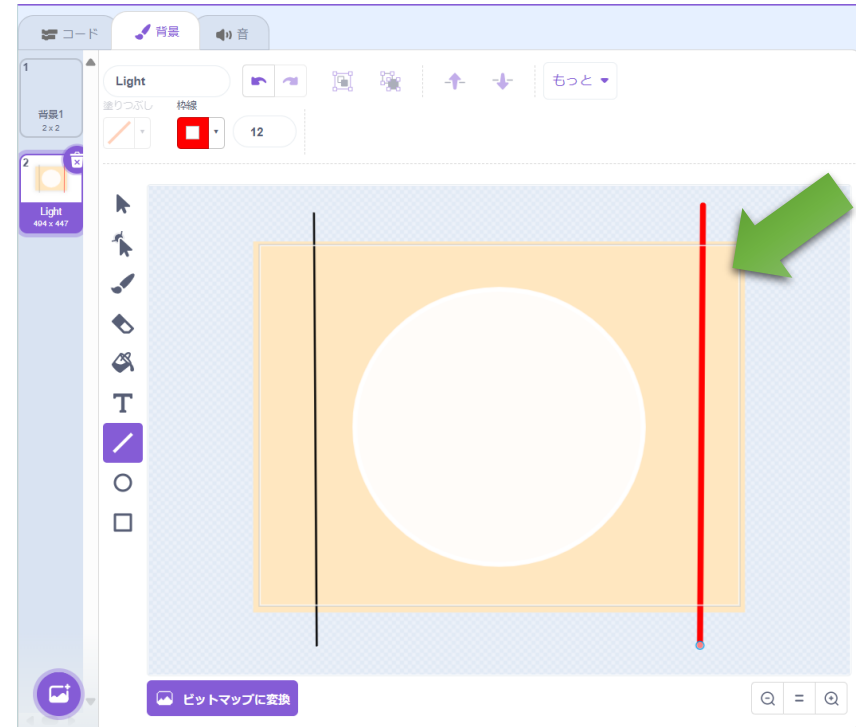 コード
背景
音
1
背景1
2 x 2
2
Light
494 x 447
Light
もっと
塗りつぶし
枠線
12
T
ビットマップに変換